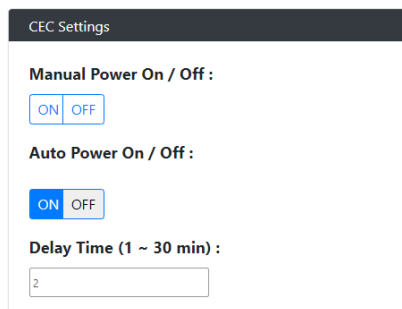 CEC Settings
Manual Power On / Off :
ON OFF
Auto Power On / Off :
ON OFF
Delay Time (1 ~ 30 min) :
2